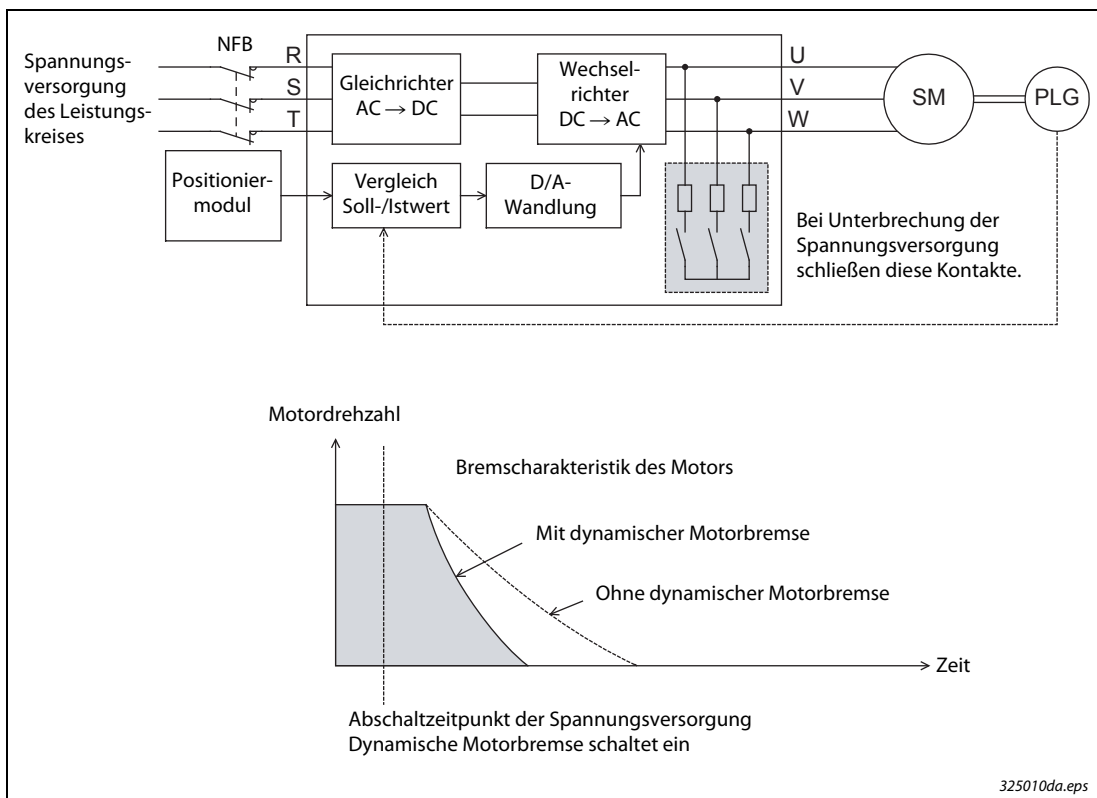 Spannungs-
versorgung
des Leistungs-
kreises
NFB
R
S
T
Gleichrichter
AC → DC
Wechsel-
richter
DC → AC
U
V
W
SM
PLG
Positionier-
modul
Vergleich
Soll-/Istwert
D/A-
Wandlung
Bei Unterbrechung der
Spannungsversorgung
schließen diese Kontakte.
Motordrehzahl
Bremscharakteristik des Motors
Mit dynamischer Motorbremse
Ohne dynamischer Motorbremse
Zeit
Abschaltzeitpunkt der Spannungsversorgung
Dynamische Motorbremse schaltet ein
325010da.eps